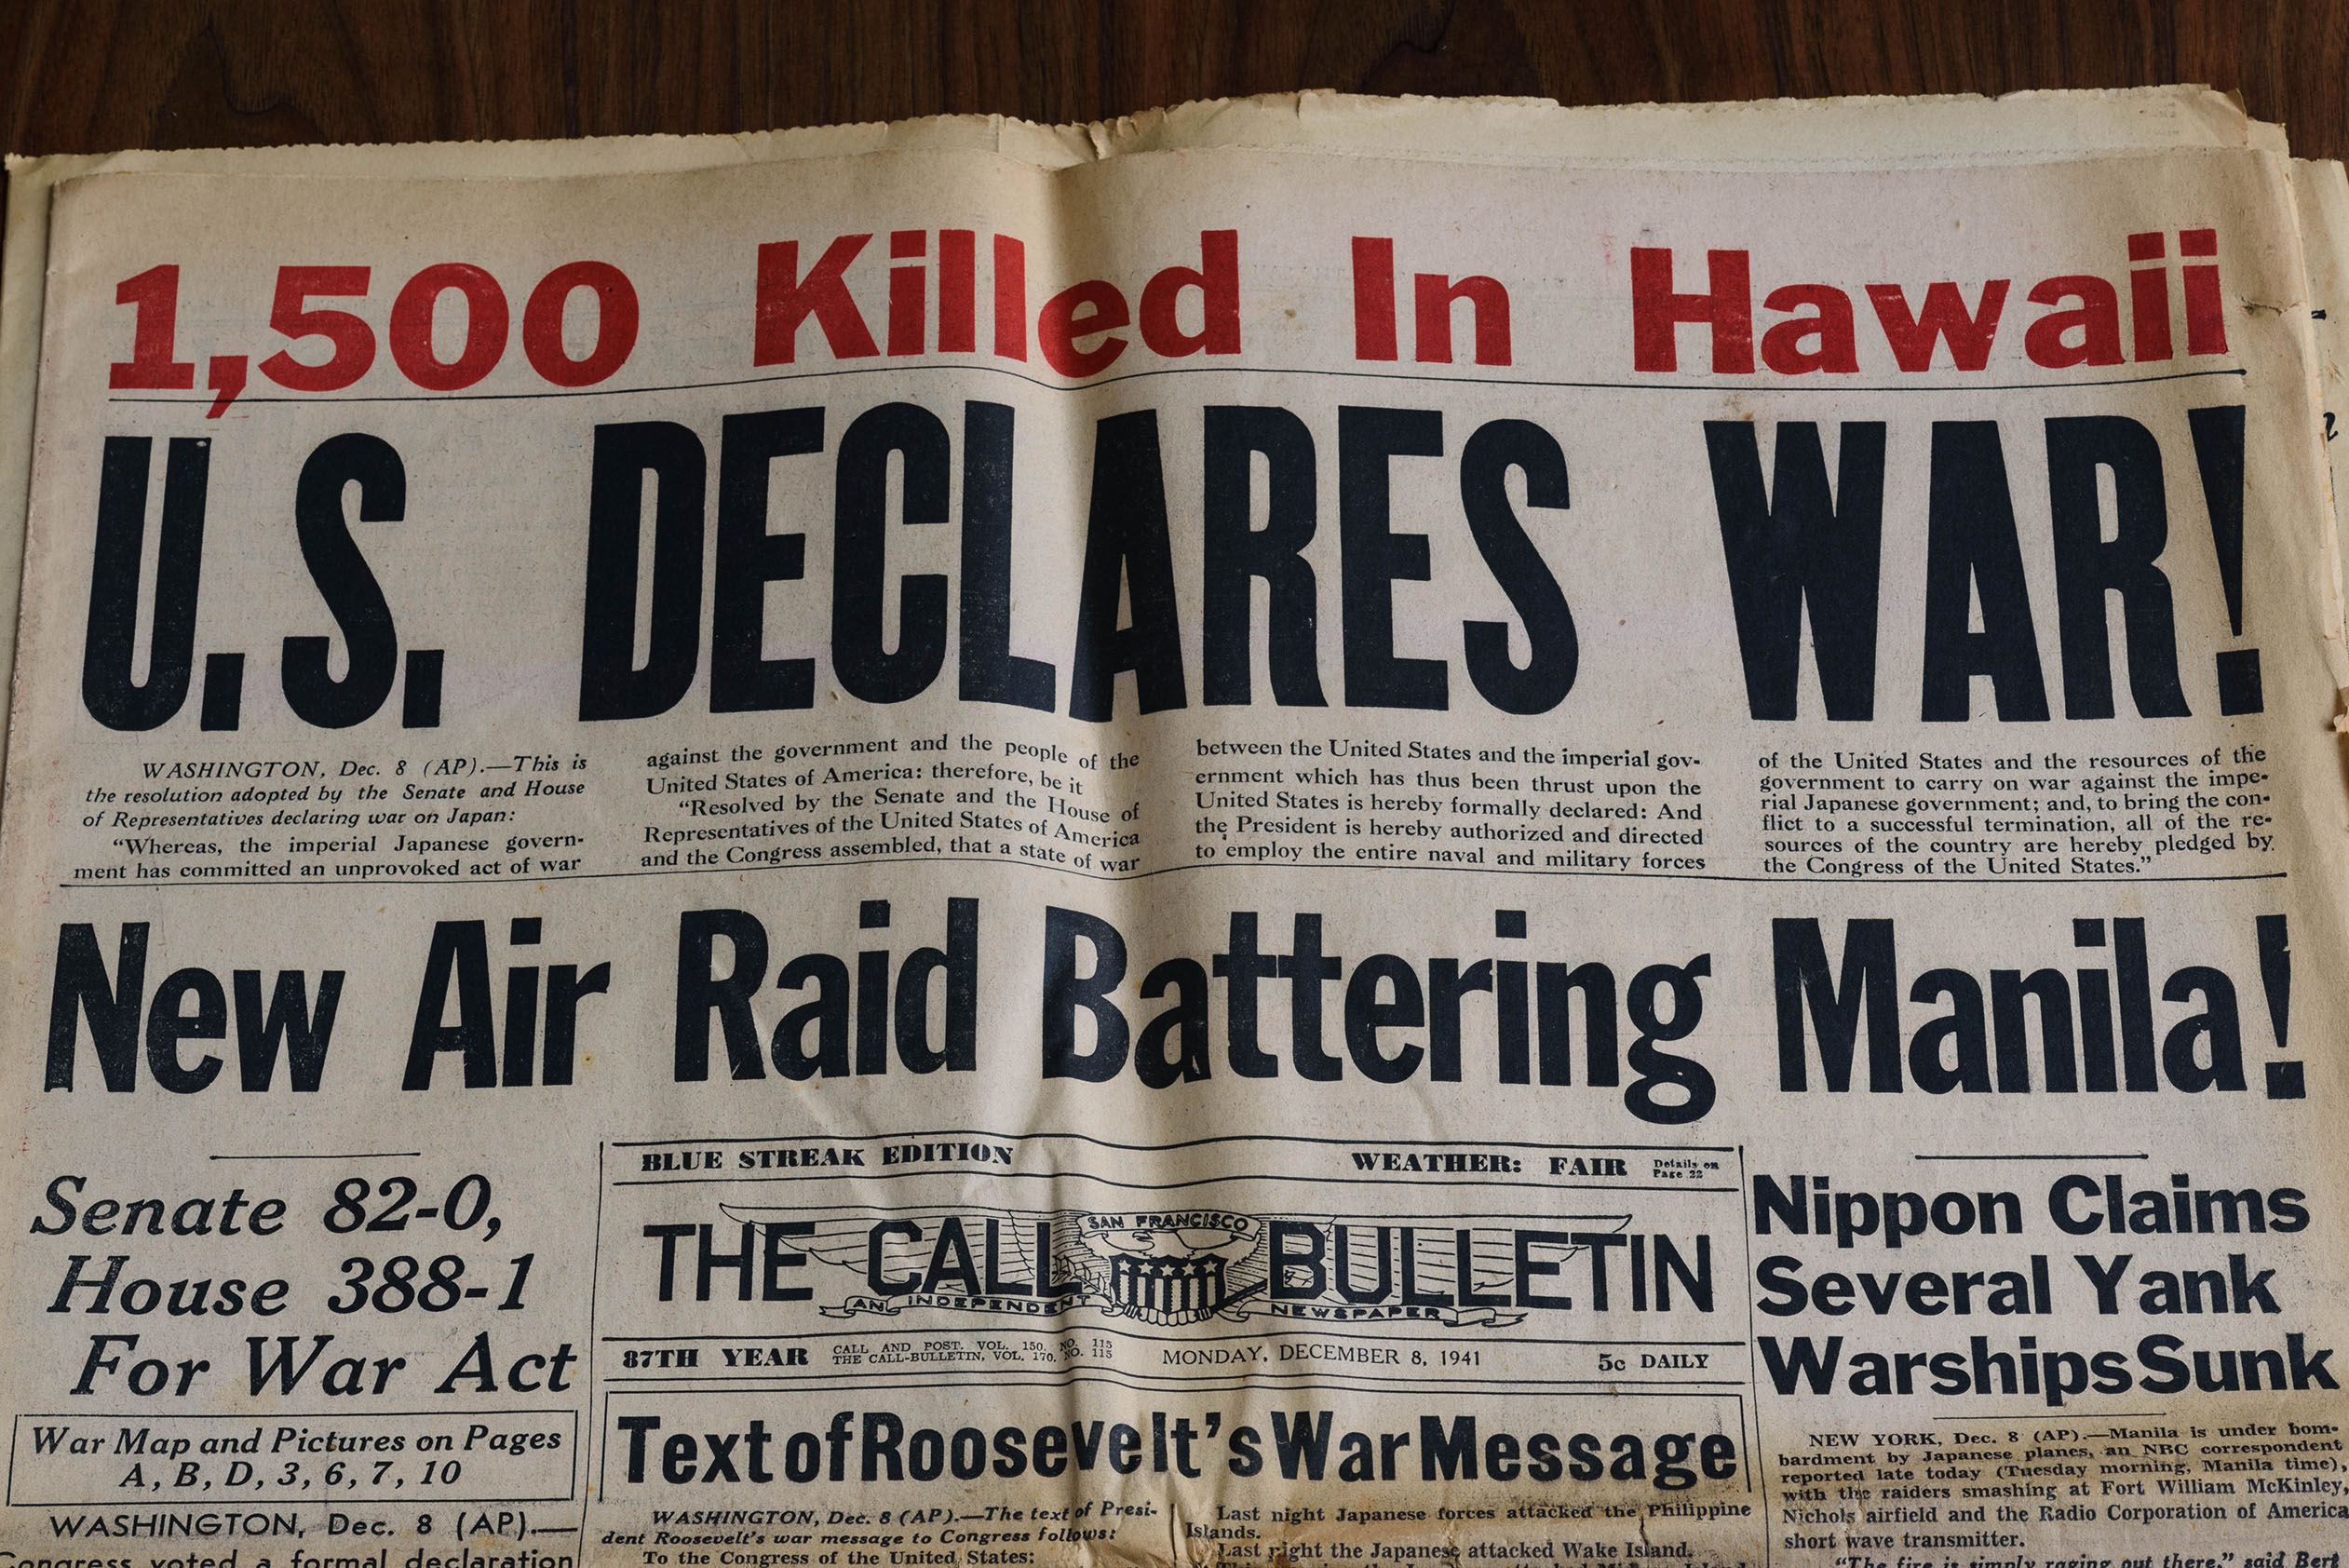 1,500 Killed In Hawaii
U.S. DECLARES WAR!
WASHINGTON, Dec. 8 (AP).—This is
the resolution adopted by the Senate and House
of Representatives declaring war on Japan:
“Whereas, the imperial Japanese govern-
ment has committed an unprovoked act of war
against the government and the people of the
United States of America: therefore, be it
“Resolved by the Senate and the House of
Representatives of the United States of America
and the Congress assembled, that a state of war
between the United States and the imperial gov-
ernment which has thus been thrust upon the
United States is hereby formally declared: And
the President is hereby authorized and directed
to employ the entire naval and military forces
of the United States and the resources of the
government to carry on war against the impe-
rial Japanese government; and, to bring the con-
flict to a successful termination, all of the re-
sources of the country are hereby pledged by
the Congress of the United States.”
New Air Raid Battering Manila!
Senate 82-0,
House 388-1
For War Act
War Map and Pictures on Pages
A, B, D, 3, 6, 7, 10
WASHINGTON, Dec. 8 (AP).—
Congress voted a formal declaration
BLUE STREAK EDITION
WEATHER: FAIR
Details on
Page 22
THE CALL BULLETIN
SAN FRANCISCO
AN INDEPENDENT NEWSPAPER
87TH YEAR
CALL AND POST, VOL. 150, NO. 115
THE CALL-BULLETIN, VOL. 170, NO. 115
MONDAY, DECEMBER 8, 1941
5c DAILY
Text of Roosevelt’s War Message
WASHINGTON, Dec. 8 (AP).—The text of Presi-
dent Roosevelt’s war message to Congress follows:
To the Congress of the United States:
Last night Japanese forces attacked the Philippine
Islands.
Last night the Japanese attacked Wake Island.
Nippon Claims
Several Yank
Warships Sunk
NEW YORK, Dec. 8 (AP).—Manila is under bom-
bardment by Japanese planes, an NBC correspondent
reported late today (Tuesday morning, Manila time),
with the raiders smashing at Fort William McKinley,
Nichols airfield and the Radio Corporation of America
short wave transmitter.
“The fire is simply raging out there,” said Bert